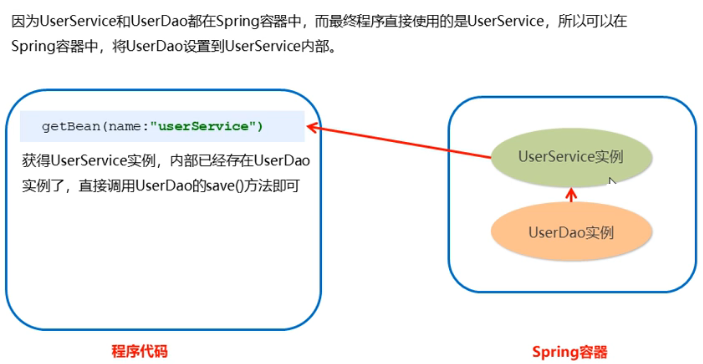 因为UserService和UserDao都在Spring容器中，而最终程序直接使用的是UserService，所以可以在
Spring容器中，将UserDao设置到UserService内部。
getBean(name:"userService")
获得UserService实例，内部已经存在UserDao
实例了，直接调用UserDao的save()方法即可
UserService实例
UserDao实例
程序代码
Spring容器